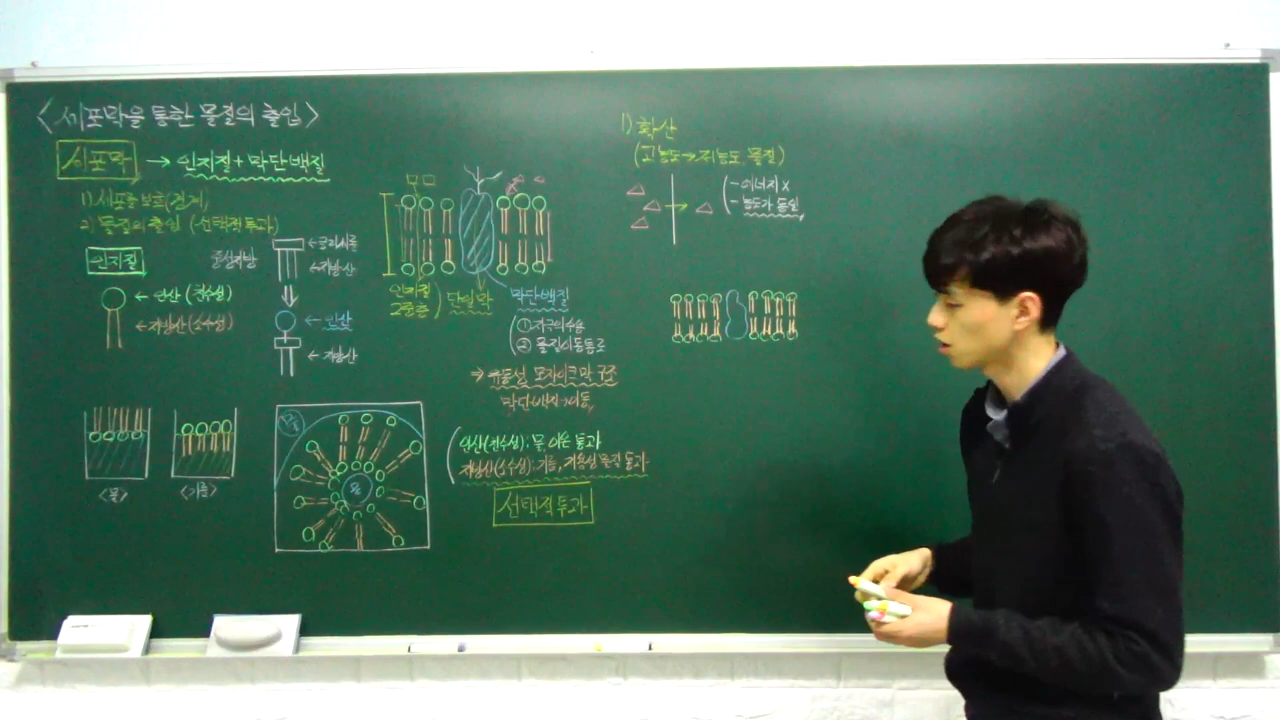 <세포막을 통한 물질의 출입>
세포막 → 인지질 + 막단백질
1) 세포를 보호(경계)
2) 물질의 출입 (선택적 투과)
인지질
← 인산 (친수성)
← 지방산 (소수성)
중성지방
← 글리세롤
← 지방산
← 인산
← 지방산
인지질
2중층) 단일막
막단백질
(① 
② 물질이동통로
⇒ 유동성 모자이크막 구조
막단백질 이동
<물>
<기름>
물
물
인산(친수성) : 물, 이온 통과
지방산(소수성) : 기름, 지용성 물질 통과
선택적 투과
1) 확산
(고농도→저농도, 물질)
(- 에너지 X
- 농도가 동일